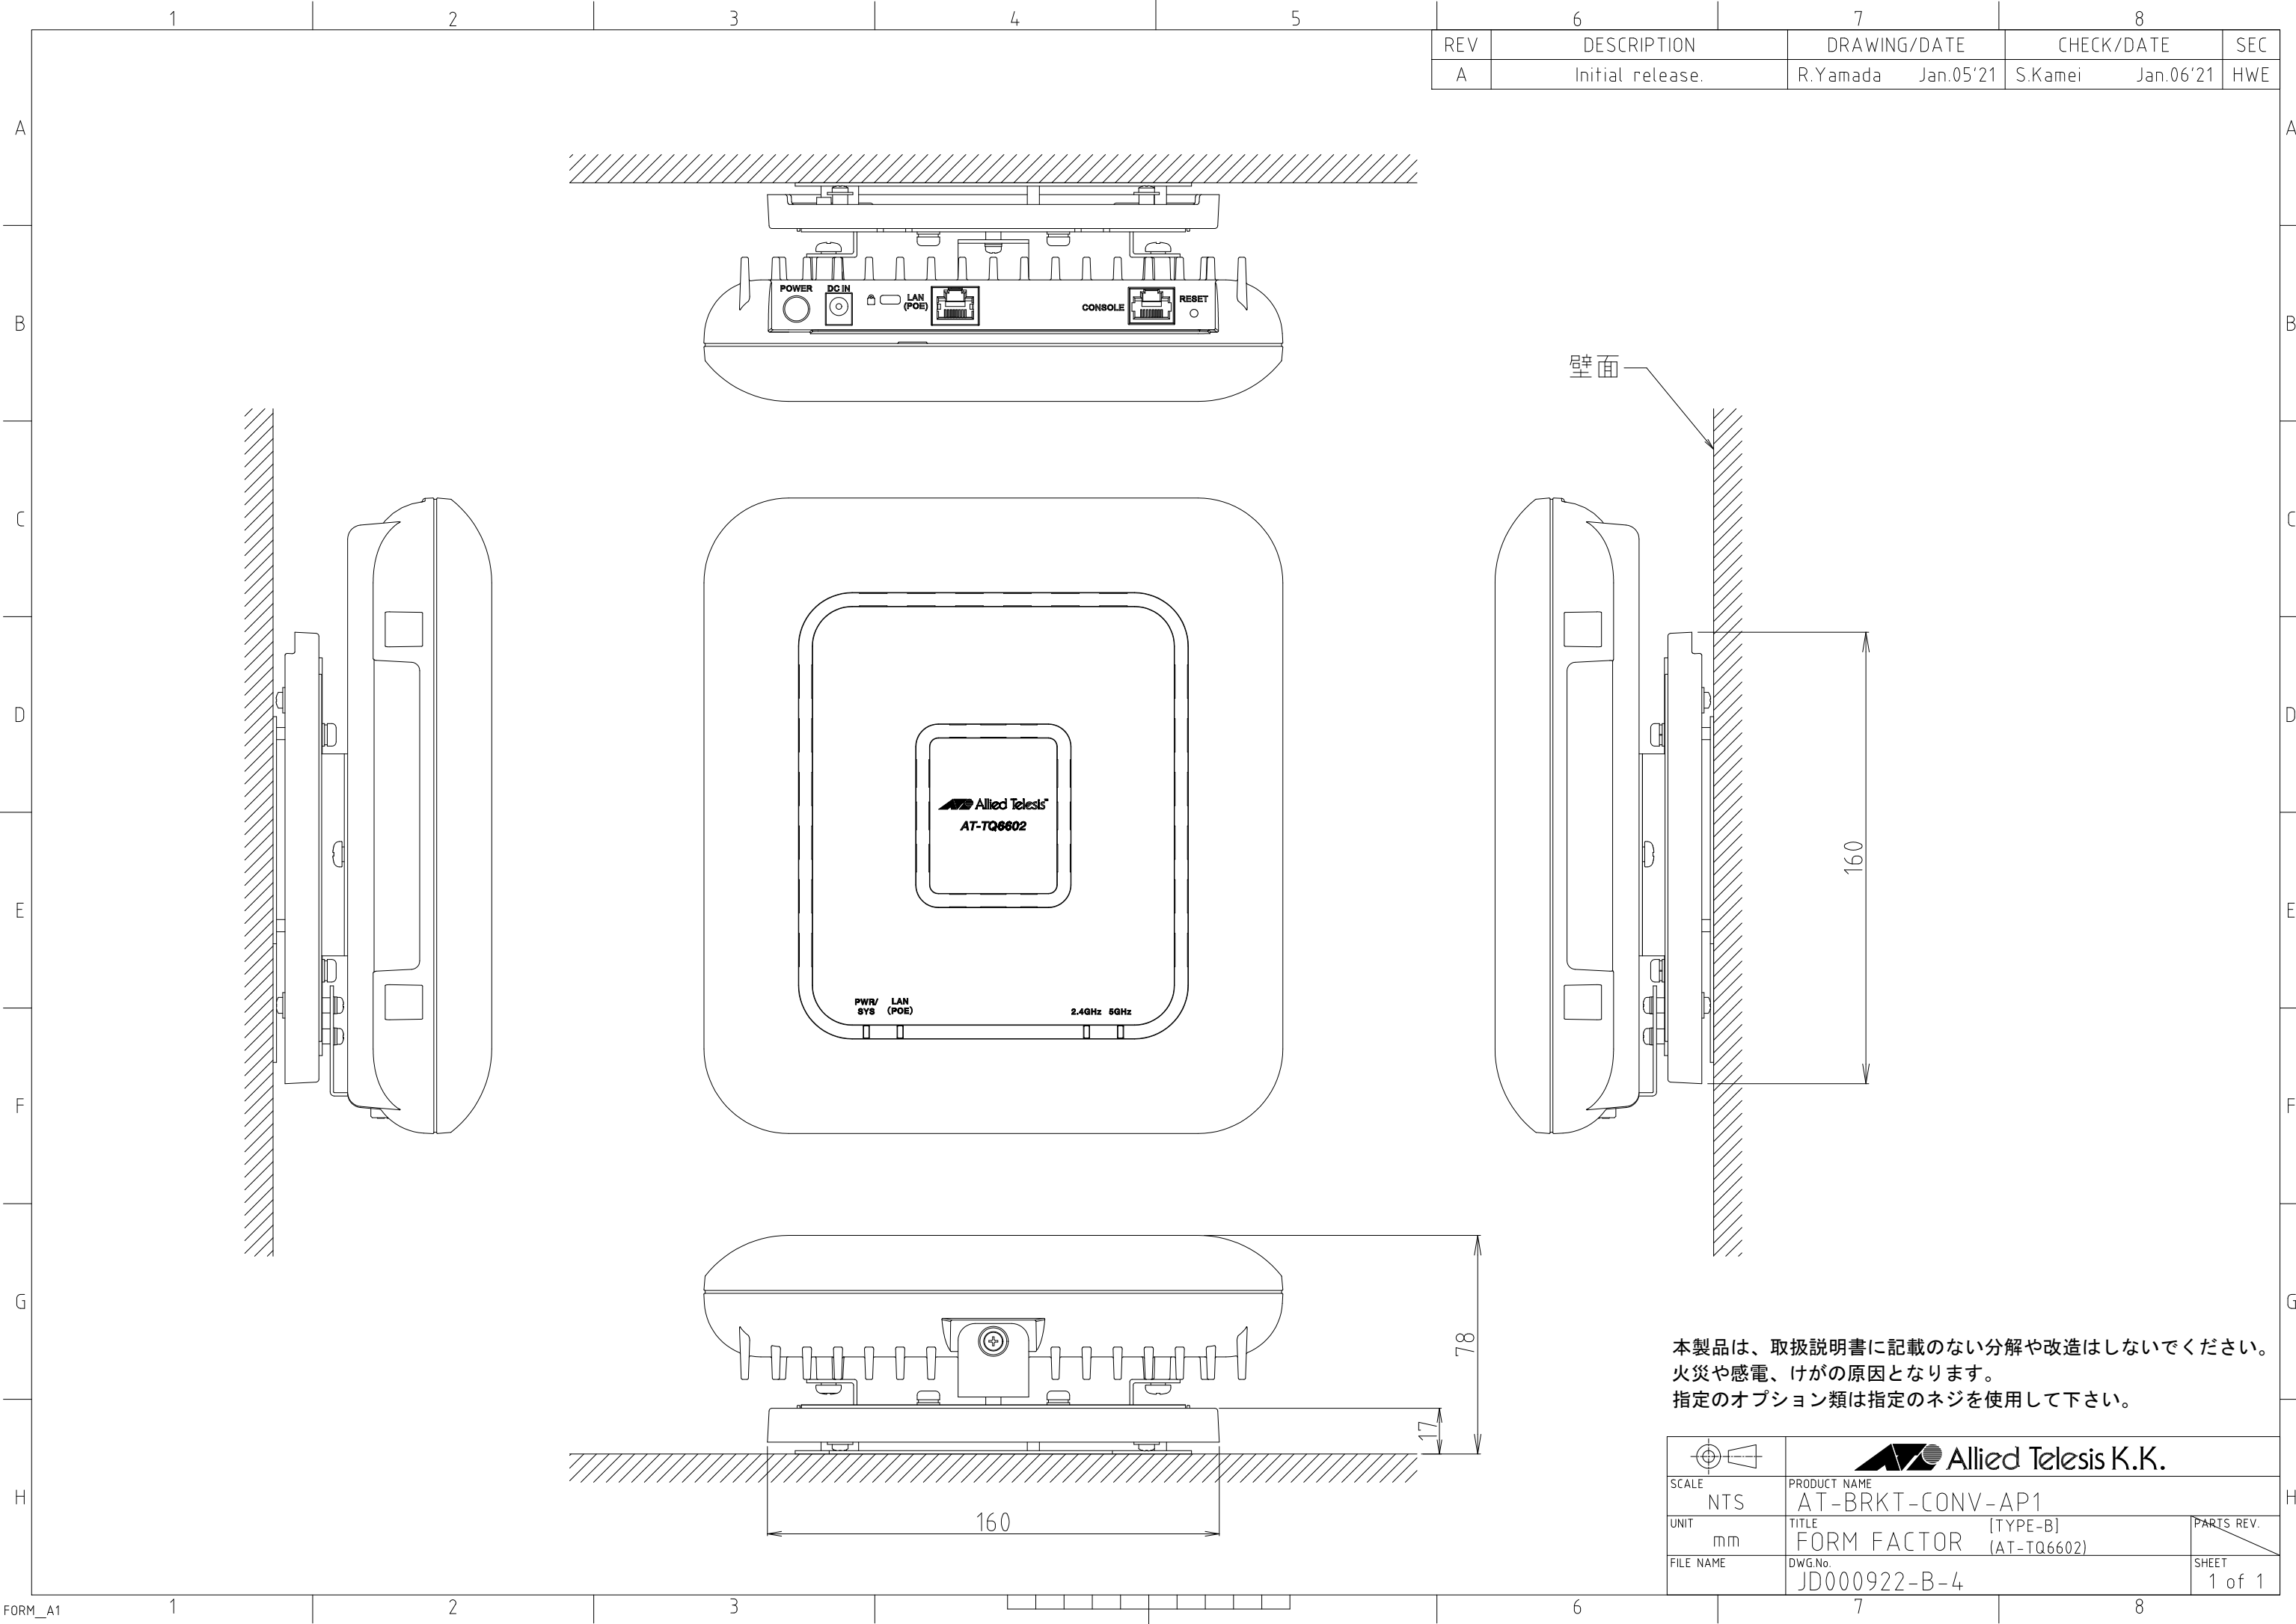 1 2 3 4 5 6 7 8
REV DESCRIPTION DRAWING/DATE CHECK/DATE SEC
A Initial release. R.Yamada Jan.05'21 S.Kamei Jan.06'21 HWE
A A
B B
C C
D D
E E
F F
G G
H H
POWER DC IN LAN (POE) CONSOLE RESET
壁面
160
Allied Telesis™
AT-TQ6602
PWR/ LAN
SYS (POE) 2.4GHz 5GHz
78
17
160
本製品は、取扱説明書に記載のない分解や改造はしないでください。
火災や感電、けがの原因となります。
指定のオプション類は指定のネジを使用して下さい。
Allied Telesis K.K.
SCALE NTS
PRODUCT NAME
AT-BRKT-CONV-AP1
UNIT mm
TITLE
FORM FACTOR [TYPE-B]
(AT-TQ6602)
PARTS REV.
FILE NAME
DWG.No.
JD000922-B-4
SHEET
1 of 1
FORM_A1
1 2 3 6 7 8